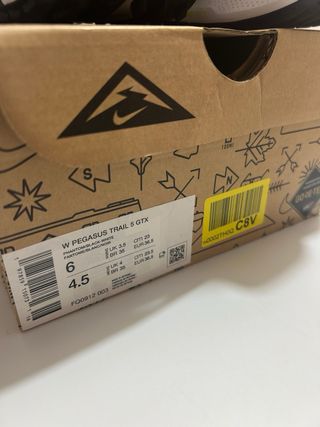 W PEGASUS TRAIL 5 GTX
PHANTOM/BLACK-WHITE
FANTOME/BLANC/NOIR
6 UK 3.5 CM 23
BR 35 EUR 36.5
4.5 UK 4 CM 23.5
BR 35 EUR 36.5
FQ0912 003
C8V
N
S
GORE-TEX